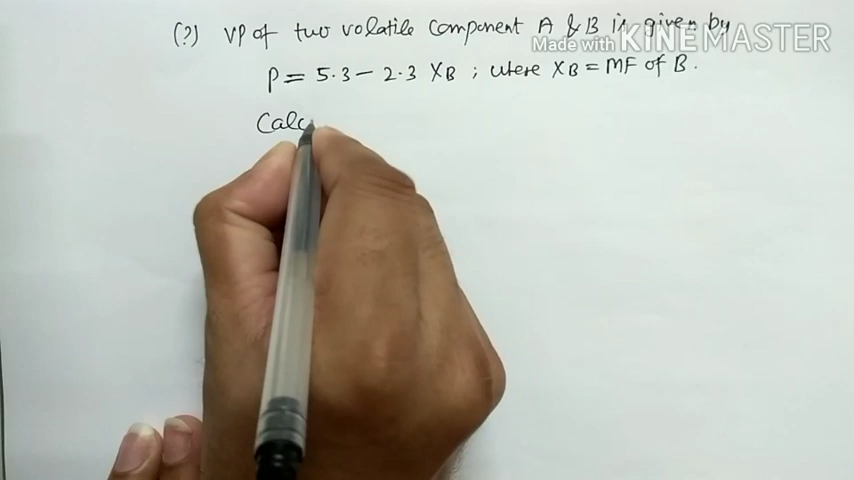 (?) VP of two volatile component A & B is given by
Made with KINEMASTER
P = 5.3 - 2.3 XB ; where XB = MF of B.
Calc